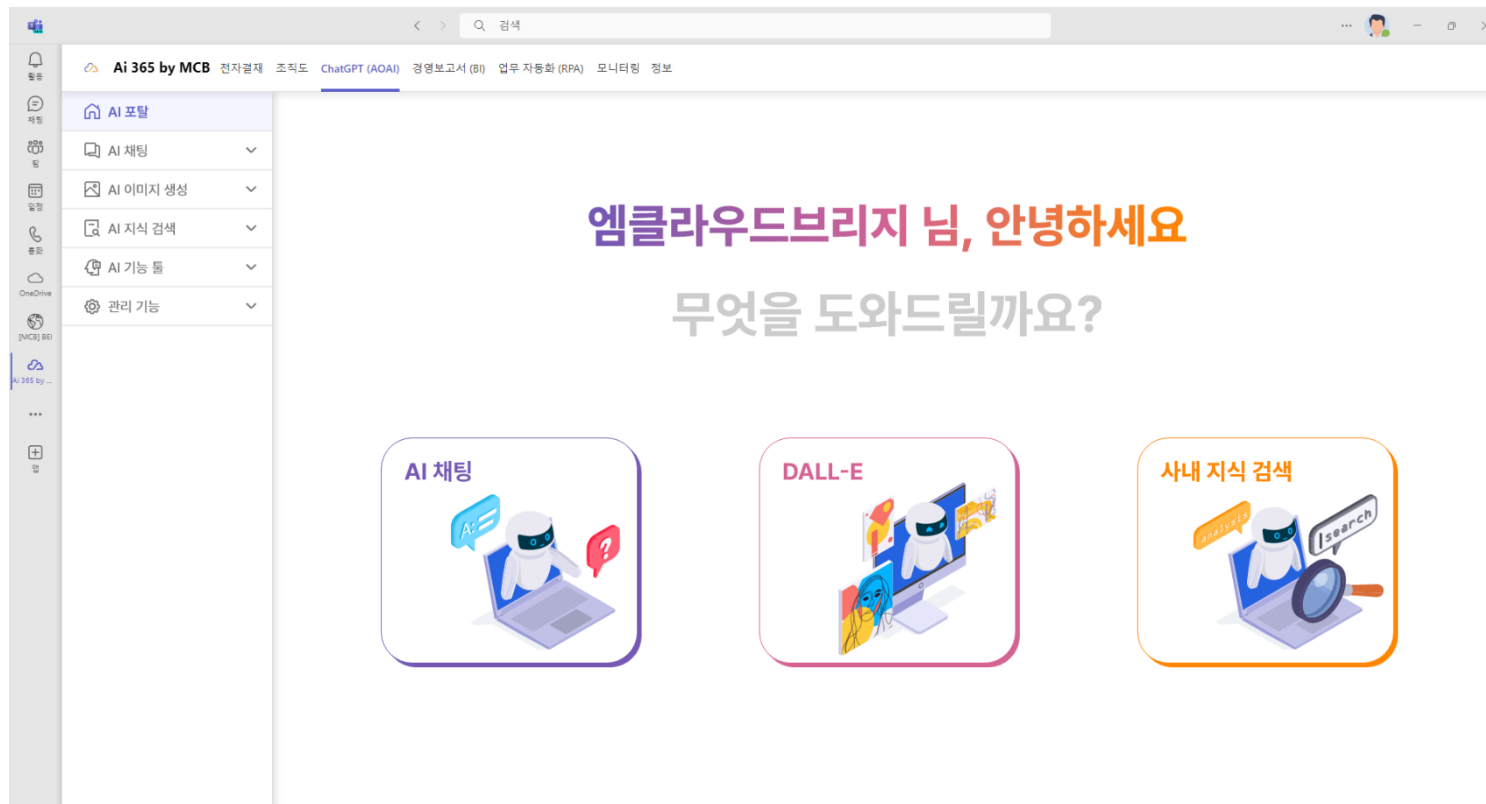 검색
활동
채팅
팀
일정
통화
OneDrive
[MCB] BEI
Ai 365 by ...
앱
Ai 365 by MCB 전자결재 조직도 ChatGPT (AOAI) 경영보고서 (BI) 업무 자동화 (RPA) 모니터링 정보
AI 포탈
AI 채팅
AI 이미지 생성
AI 지식 검색
AI 기능 툴
관리 기능
엠클라우드브리지 님, 안녕하세요
무엇을 도와드릴까요?
AI 채팅
A:
?
DALL-E
사내 지식 검색
analysis
search